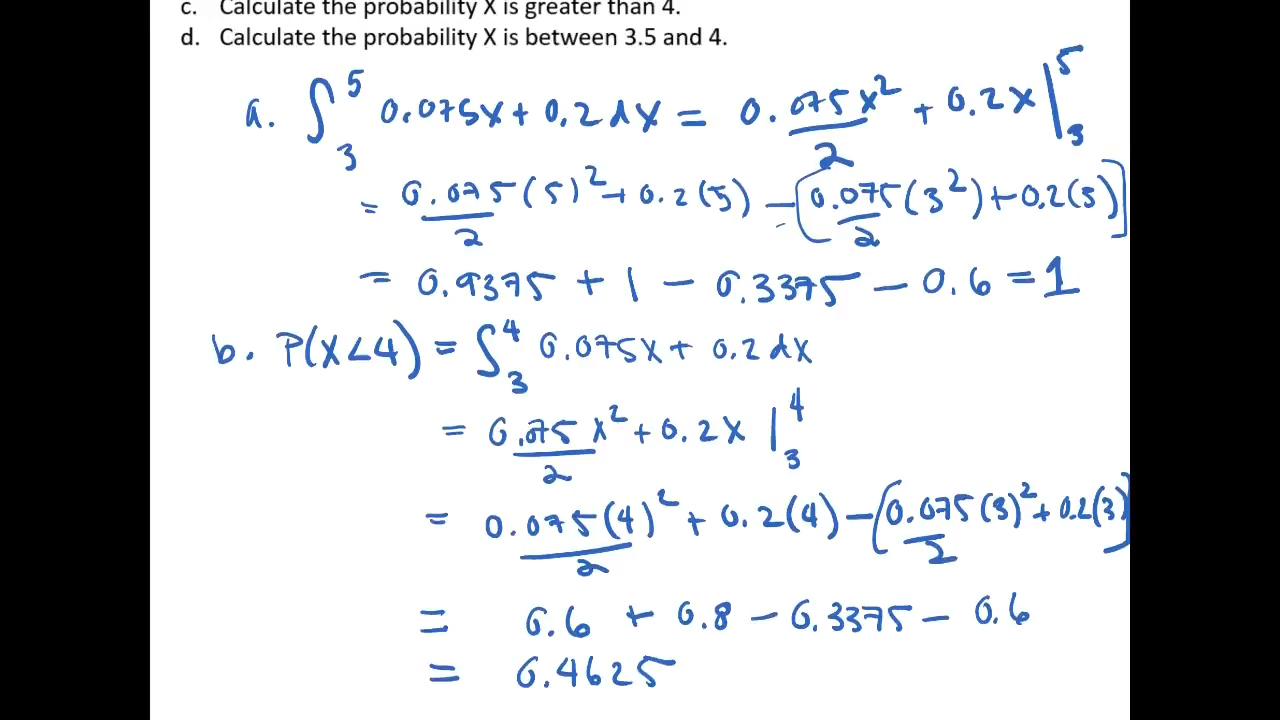 c. Calculate the probability X is greater than 4.
d. Calculate the probability X is between 3.5 and 4.
a. ∫₃⁵ 0.075x + 0.2 dx = 0.075x²/2 + 0.2x |₃⁵
= 0.075/2 (5)² + 0.2(5) - [0.075/2 (3²) + 0.2(3)]
= 0.9375 + 1 - 0.3375 - 0.6 = 1
b. P(X<4) = ∫₃⁴ 0.075x + 0.2 dx
= 0.075x²/2 + 0.2x |₃⁴
= 0.075(4)²/2 + 0.2(4) - [0.075/2 (3)² + 0.2(3)]
= 0.6 + 0.8 - 0.3375 - 0.6
= 0.4625